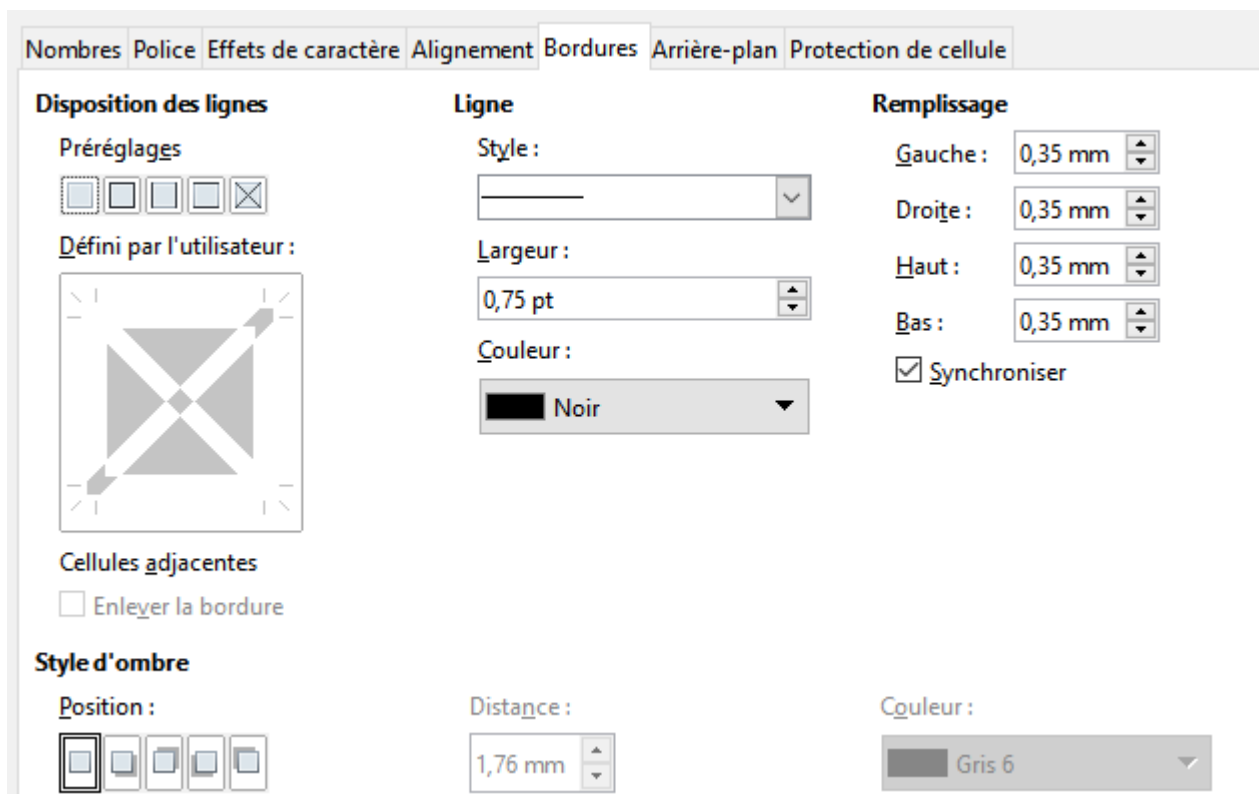 Nombres Police Effets de caractère Alignement Bordures Arrière-plan Protection de cellule
Disposition des lignes
Préréglages
Défini par l'utilisateur :
Cellules adjacentes
Enlever la bordure
Ligne
Style :
Largeur :
0,75 pt
Couleur :
Noir
Remplissage
Gauche : 0,35 mm
Droite : 0,35 mm
Haut : 0,35 mm
Bas : 0,35 mm
Synchroniser
Style d'ombre
Position :
Distance :
1,76 mm
Couleur :
Gris 6